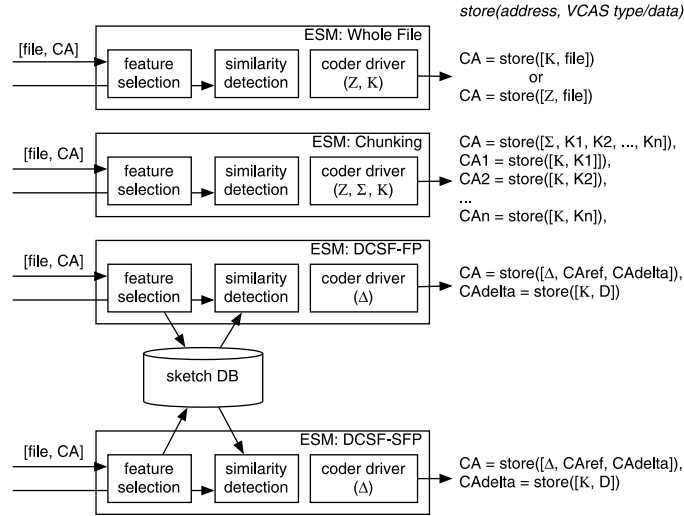 store(address, VCAS type/data)
ESM: Whole File
[file, CA]
feature
selection
similarity
detection
coder driver
(Z, K)
CA = store([K, file])
or
CA = store([Z, file])
ESM: Chunking
[file, CA]
feature
selection
similarity
detection
coder driver
(Z, Σ, K)
CA = store([Σ, K1, K2, ..., Kn]),
CA1 = store([K, K1]]),
CA2 = store([K, K2]),
...
CAn = store([K, Kn),
ESM: DCSF-FP
[file, CA]
feature
selection
similarity
detection
coder driver
(Δ)
CA = store([Δ, CAref, CAdelta]),
CAdelta = store([K, D])
sketch DB
ESM: DCSF-SFP
[file, CA]
feature
selection
similarity
detection
coder driver
(Δ)
CA = store([Δ, CAref, CAdelta]),
CAdelta = store([K, D])